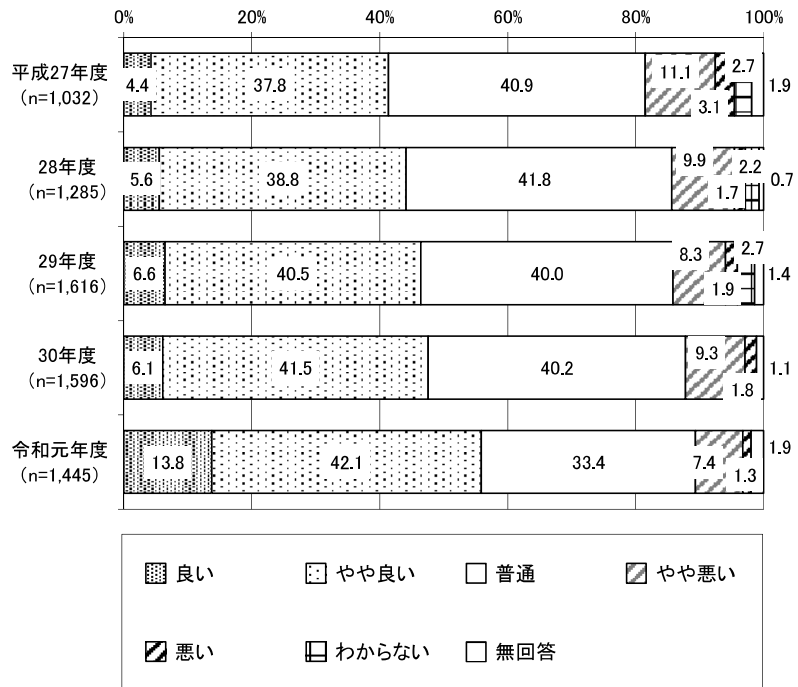 0% 20% 40% 60% 80% 100%
平成27年度
(n=1,032)
4.4 37.8 40.9 11.1 3.1 2.7 1.9
28年度
(n=1,285)
5.6 38.8 41.8 9.9 1.7 2.2 0.7
29年度
(n=1,616)
6.6 40.5 40.0 8.3 1.9 2.7 1.4
30年度
(n=1,596)
6.1 41.5 40.2 9.3 1.8 1.1
令和元年度
(n=1,445)
13.8 42.1 33.4 7.4 1.3 1.9
良い やや良い 普通 やや悪い
悪い わからない 無回答